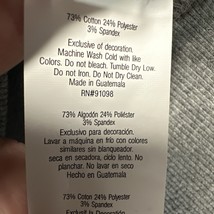 73% Cotton 24% Polyester
3% Spandex
Exclusive of decoration.
Machine Wash Cold with like
Colors. Do not bleach. Tumble Dry Low.
Do not Iron. Do Not Dry Clean.
Made in Guatemala
RN#91098
73% Algodón 24% Poliéster
3% Spandex
Exclusivo para decoración.
Lavar a máquina en frío con colores
similares Sin blanqueador.
seca en secadora, ciclo lento. No
planchar. No lavar en seco
Hecho en Guatemala
73% Coton 24% Polyester
3% Spandex